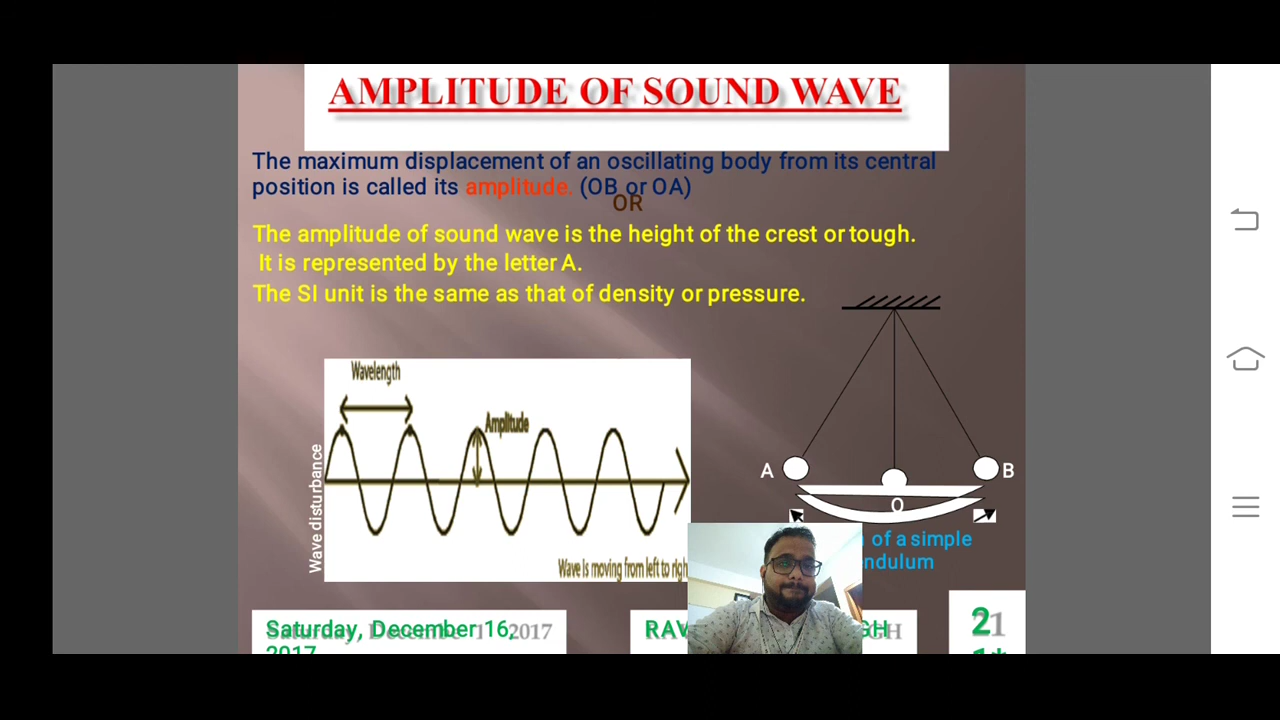 AMPLITUDE OF SOUND WAVE
The maximum displacement of an oscillating body from its central
position is called its amplitude. (OB or OA)
OR
The amplitude of sound wave is the height of the crest or tough.
It is represented by the letter A.
The SI unit is the same as that of density or pressure.
Wavelength
Amplitude
Wave disturbance
Wave is moving from left to righ
A
B
O
of a simple
ndulum
Saturday, December 16,
2017
RAV
GH
21